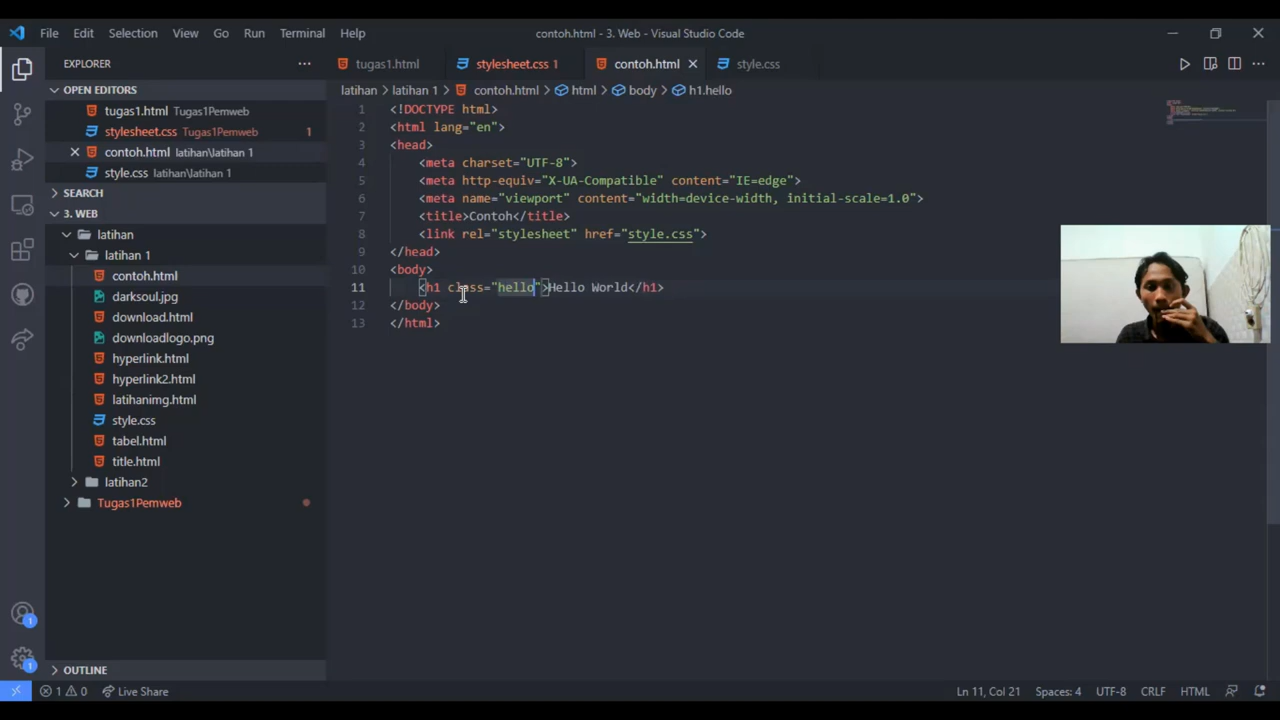 File Edit Selection View Go Run Terminal Help
contoh.html - 3. Web - Visual Studio Code
EXPLORER
tugas1.html
stylesheet.css 1
contoh.html
style.css
OPEN EDITORS
tugas1.html Tugas1Pemweb
stylesheet.css Tugas1Pemweb 1
contoh.html latihan\latihan 1
style.css latihan\latihan 1
SEARCH
3. WEB
latihan
latihan 1
contoh.html
darksoul.jpg
download.html
downloadlogo.png
hyperlink.html
hyperlink2.html
latihanimg.html
style.css
tabel.html
title.html
latihan2
Tugas1Pemweb
OUTLINE
latihan > latihan 1 > contoh.html > html > body > h1.hello
1 <!DOCTYPE html>
2 <html lang="en">
3 <head>
4 <meta charset="UTF-8">
5 <meta http-equiv="X-UA-Compatible" content="IE=edge">
6 <meta name="viewport" content="width=device-width, initial-scale=1.0">
7 <title>Contoh</title>
8 <link rel="stylesheet" href="style.css">
9 </head>
10 <body>
11 <h1 class="hello">Hello World</h1>
12 </body>
13 </html>
1
1
1 0 Live Share
Ln 11, Col 21 Spaces: 4 UTF-8 CRLF HTML